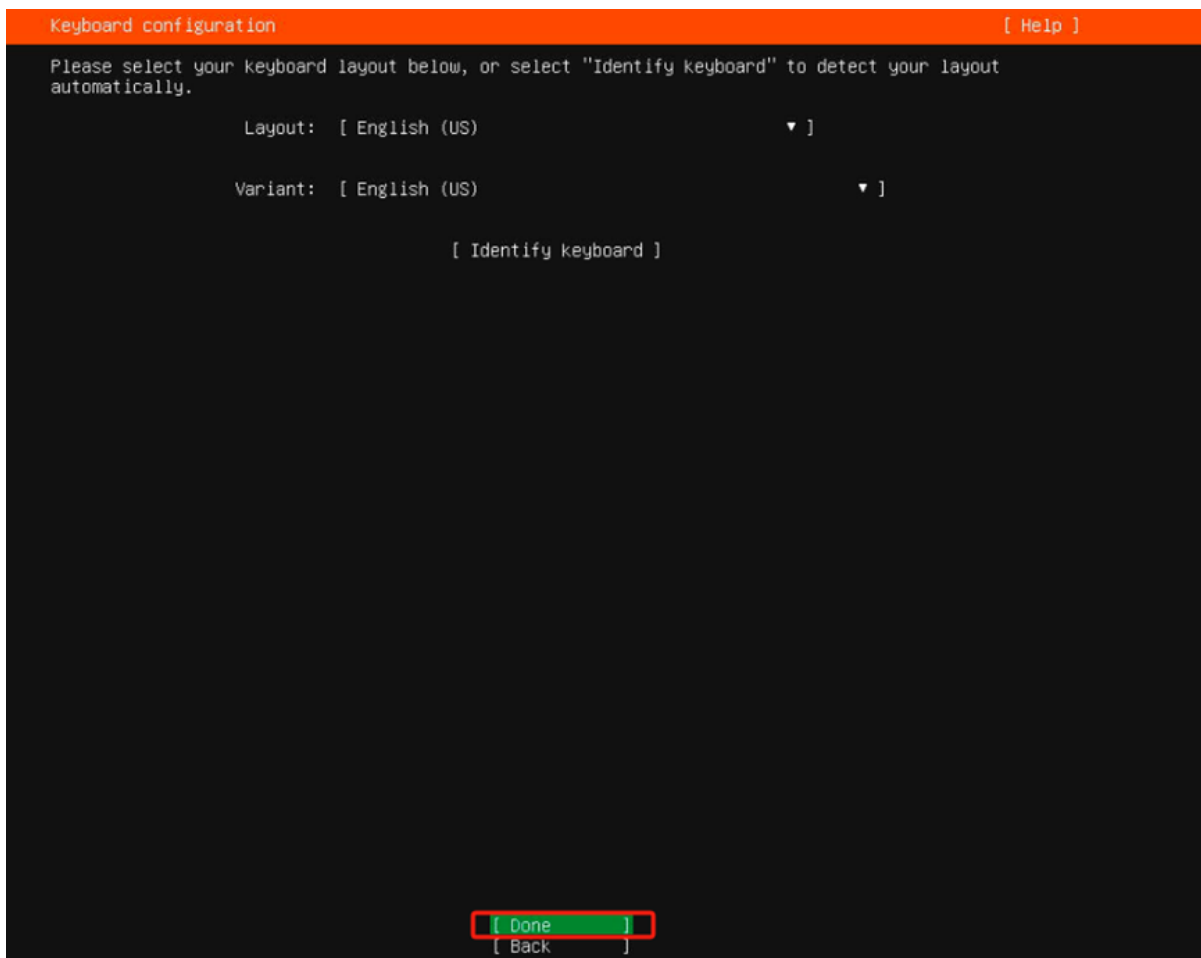 Keyboard configuration [ Help ]
Please select your keyboard layout below, or select "Identify keyboard" to detect your layout
automatically.
Layout: [ English (US) ▾ ]
Variant: [ English (US) ▾ ]
[ Identify keyboard ]
[ Done ]
[ Back ]